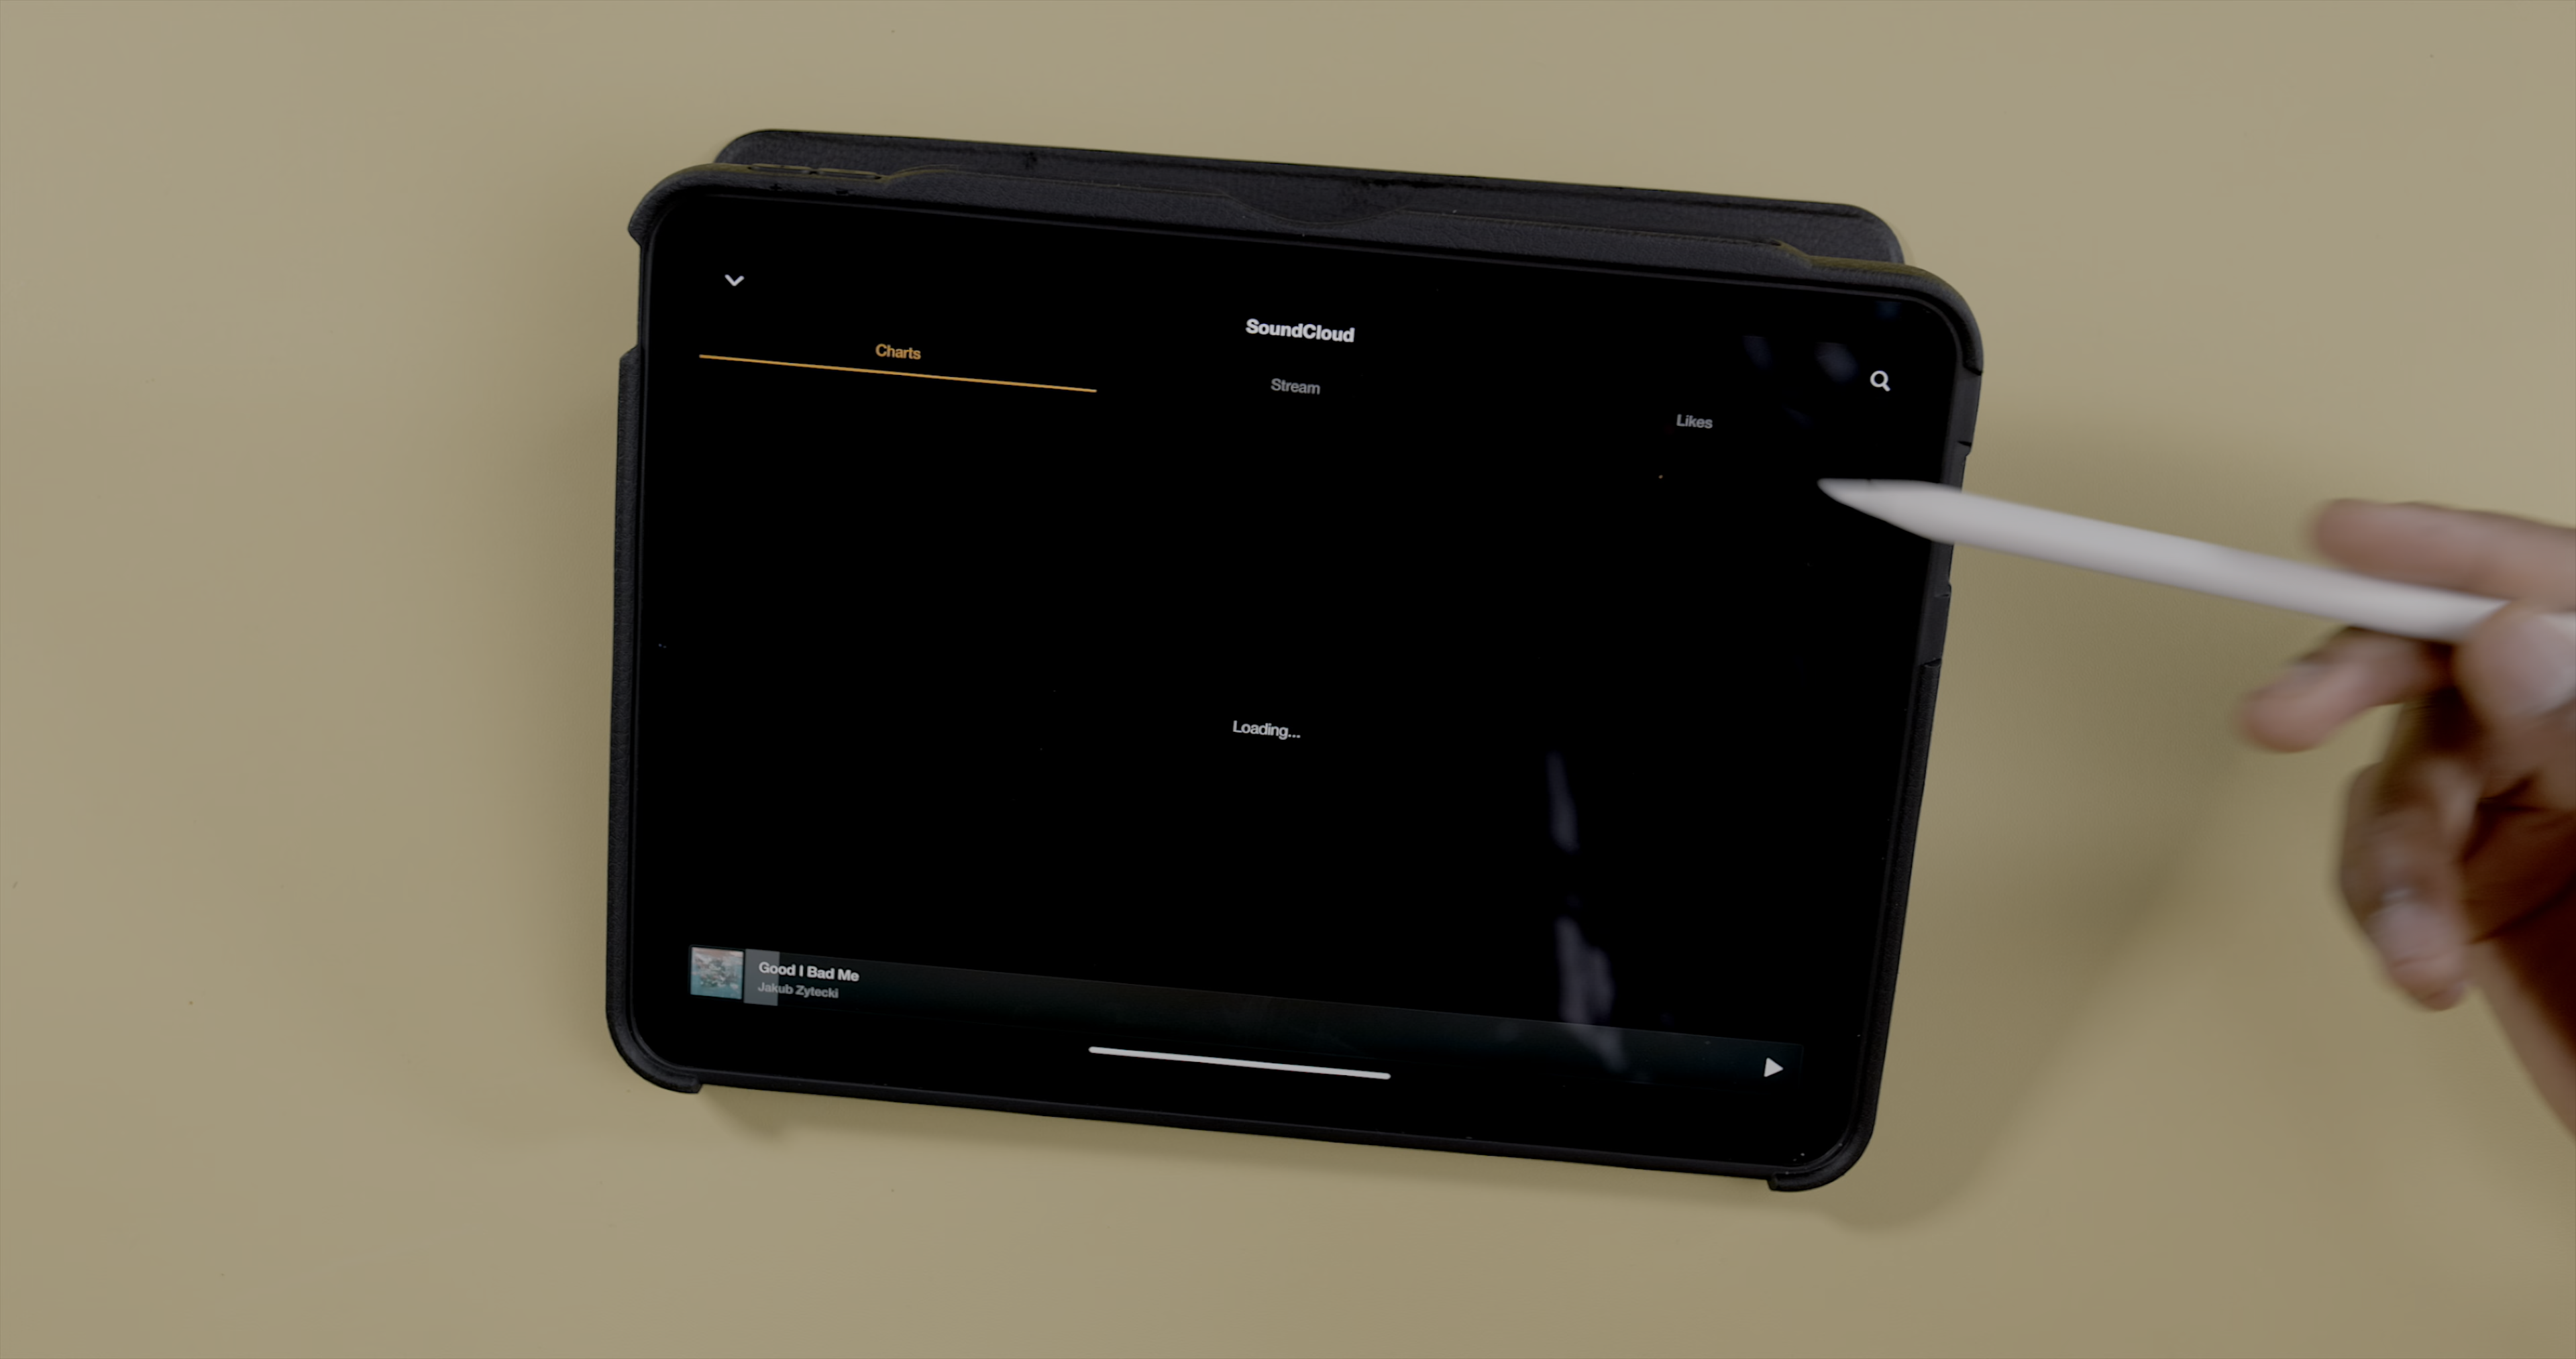 SoundCloud
Charts
Stream
Likes
Loading...
Good I Bad Me
Jakub Zytecki